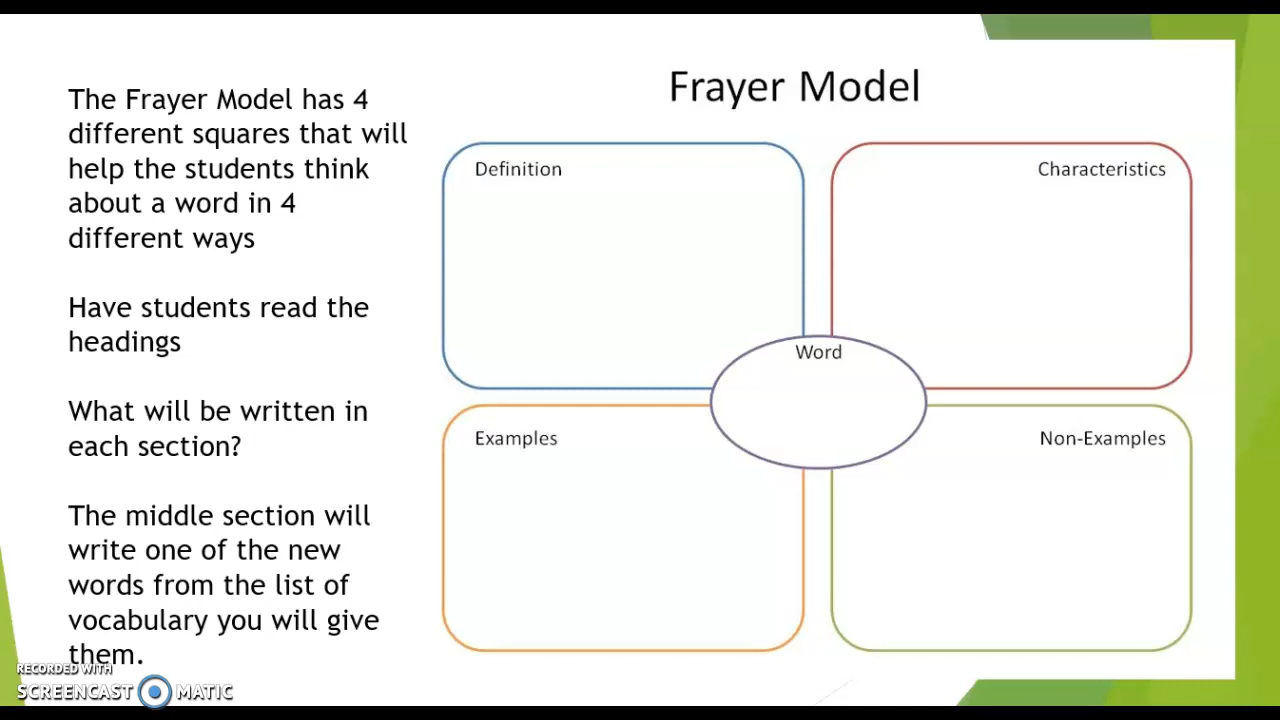 The Frayer Model has 4
different squares that will
help the students think
about a word in 4
different ways
Have students read the
headings
What will be written in
each section?
The middle section will
write one of the new
words from the list of
vocabulary you will give
them.
Frayer Model
Definition
Characteristics
Word
Examples
Non-Examples
RECORDED WITH
SCREENCAST MATIC